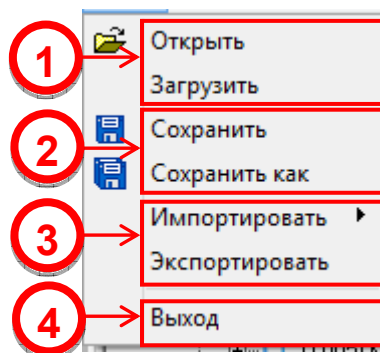 1
Открыть
Загрузить
2
Сохранить
Сохранить как
3
Импортировать
Экспортировать
4
Выход